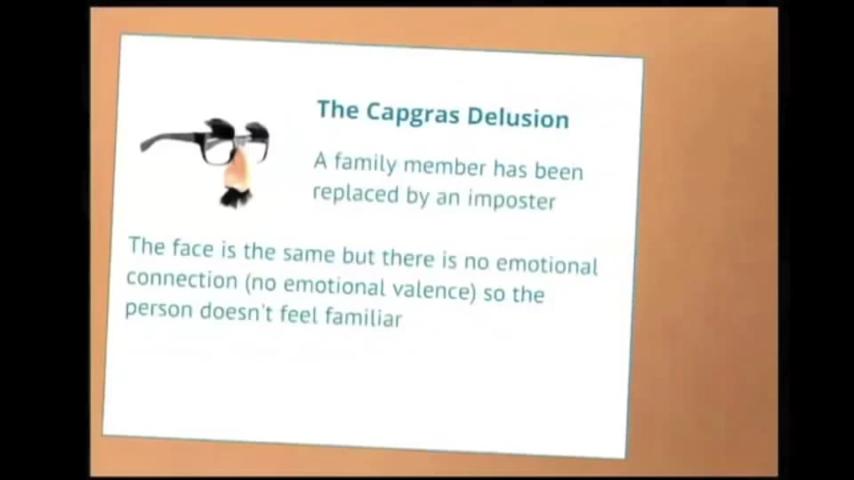 The Capgras Delusion
A family member has been
replaced by an imposter
The face is the same but there is no emotional
connection (no emotional valence) so the
person doesn't feel familiar